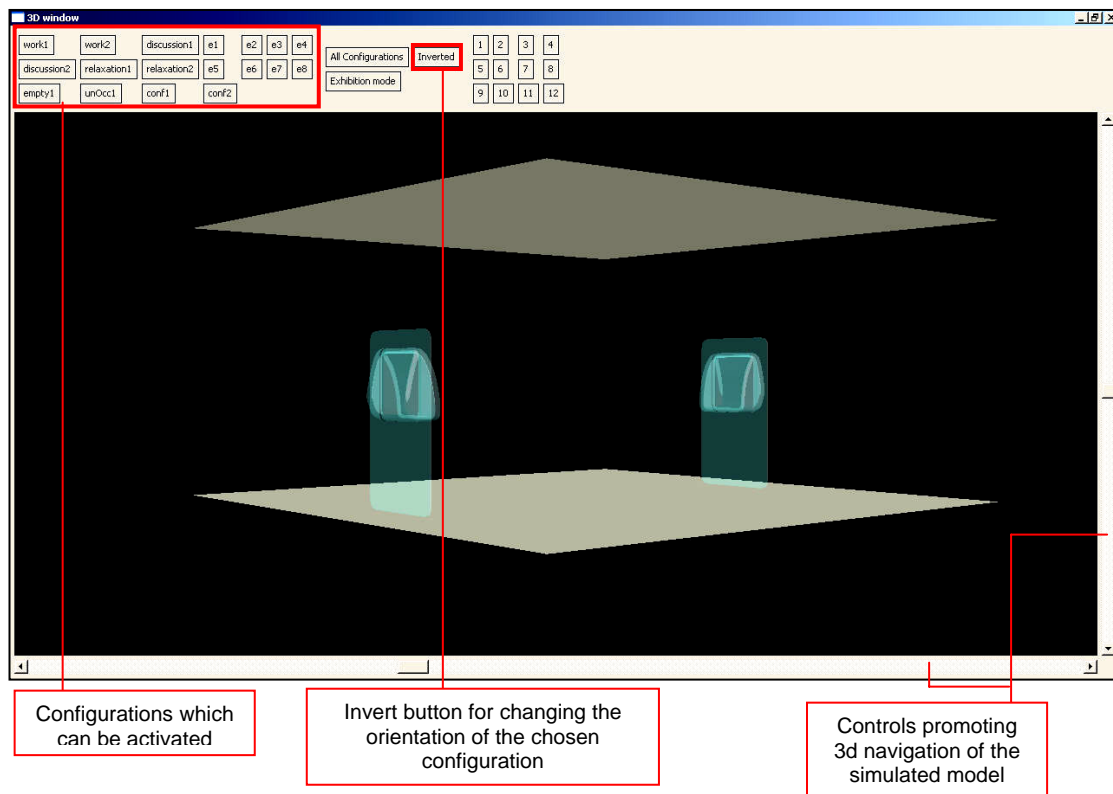 3D window
work1 work2 discussion1 e1 e2 e3 e4
discussion2 relaxation1 relaxation2 e5 e6 e7 e8
empty1 unOcc1 conf1 conf2
All Configurations Inverted
Exhibition mode
1 2 3 4
5 6 7 8
9 10 11 12
Configurations which
can be activated
Invert button for changing the
orientation of the chosen
configuration
Controls promoting
3d navigation of the
simulated model